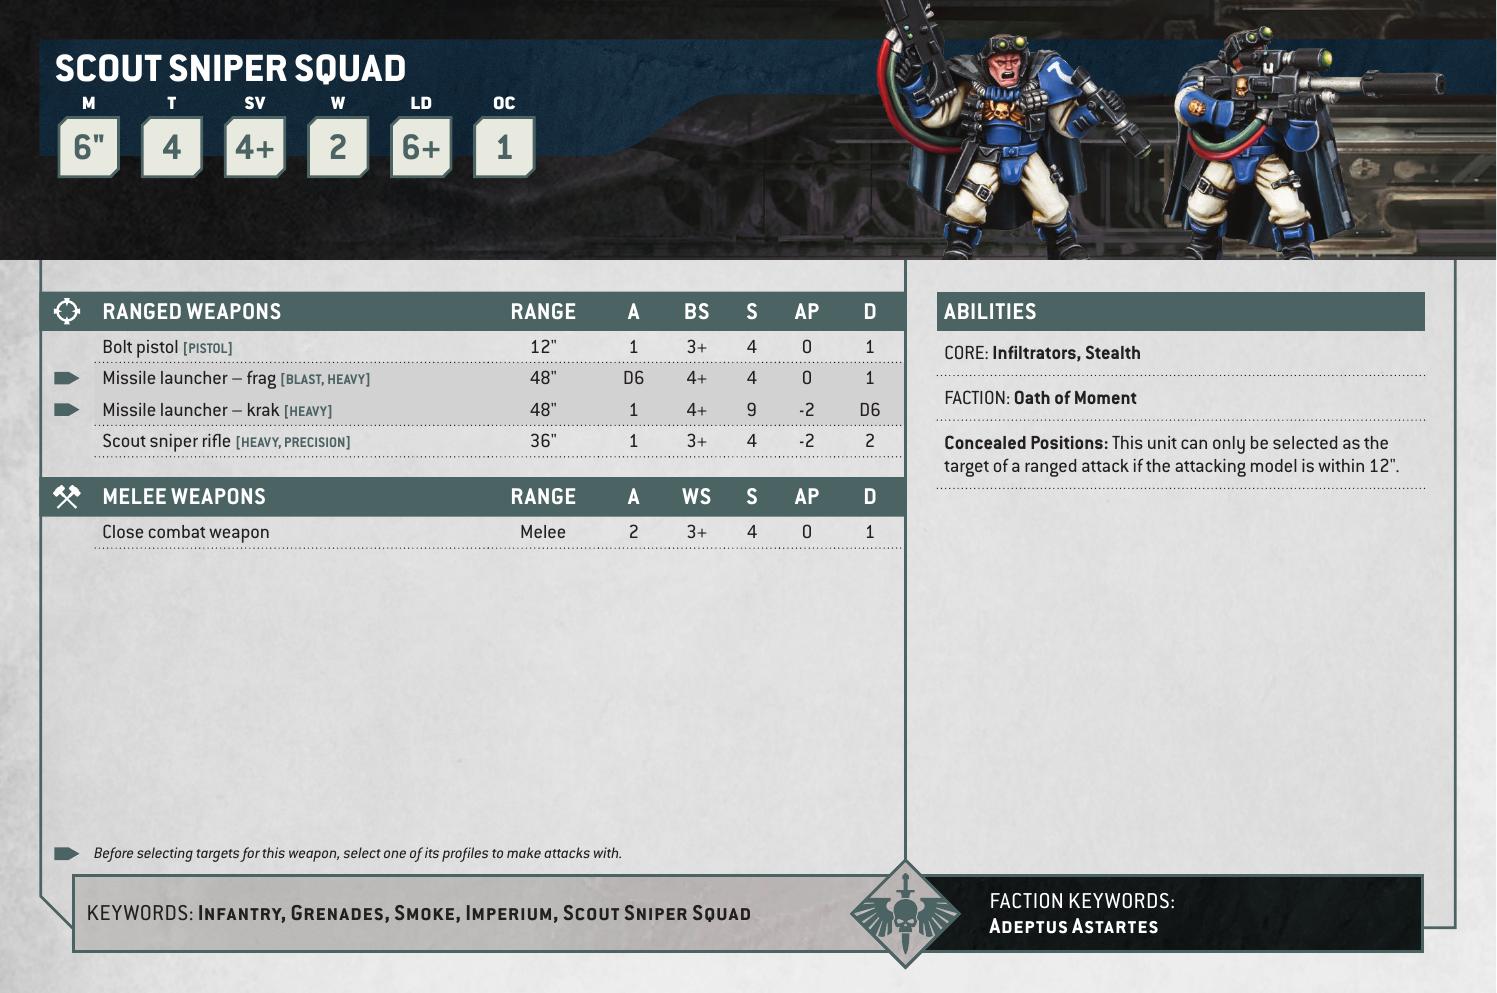 SCOUT SNIPER SQUAD
M T SV W LD OC
6" 4 4+ 2 6+ 1
RANGED WEAPONS RANGE A BS S AP D
Bolt pistol [PISTOL] 12" 1 3+ 4 0 1
Missile launcher – frag [BLAST, HEAVY] 48" D6 4+ 4 0 1
Missile launcher – krak [HEAVY] 48" 1 4+ 9 -2 D6
Scout sniper rifle [HEAVY, PRECISION] 36" 1 3+ 4 -2 2
MELEE WEAPONS RANGE A WS S AP D
Close combat weapon Melee 2 3+ 4 0 1
Before selecting targets for this weapon, select one of its profiles to make attacks with.
ABILITIES
CORE: Infiltrators, Stealth
FACTION: Oath of Moment
Concealed Positions: This unit can only be selected as the
target of a ranged attack if the attacking model is within 12".
KEYWORDS: Infantry, Grenades, Smoke, Imperium, Scout Sniper Squad
FACTION KEYWORDS:
Adeptus Astartes